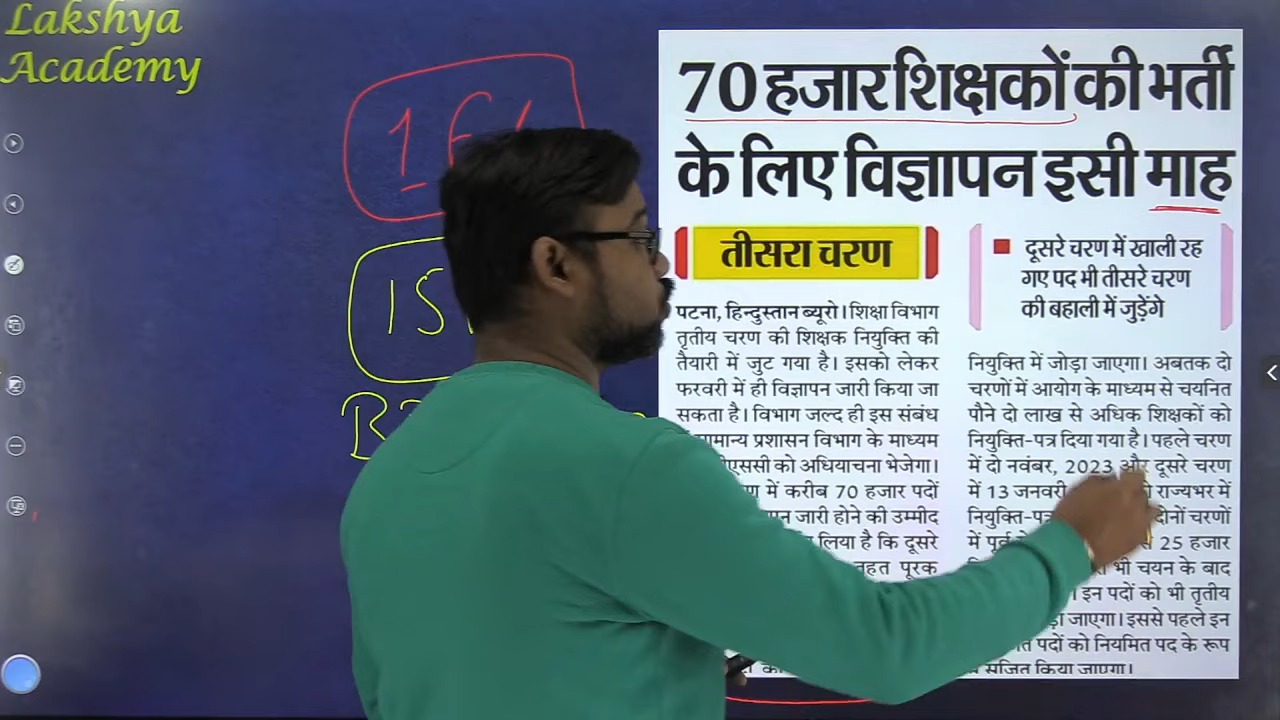 Lakshya
Academy
70 हजार शिक्षकों की भर्ती
के लिए विज्ञापन इसी माह
तीसरा चरण
दूसरे चरण में खाली रह
गए पद भी तीसरे चरण
की बहाली में जुड़ेंगे
पटना, हिन्दुस्तान ब्यूरो। शिक्षा विभाग
तृतीय चरण की शिक्षक नियुक्ति की
तैयारी में जुट गया है। इसको लेकर
फरवरी में ही विज्ञापन जारी किया जा
सकता है। विभाग जल्द ही इस संबंध
सामान्य प्रशासन विभाग के माध्यम
को अधियाचना भेजेगा।
में करीब 70 हजार पदों
जारी होने की उम्मीद
लिया है कि दूसरे
तहत पूरक
नियुक्ति में जोड़ा जाएगा। अबतक दो
चरणों में आयोग के माध्यम से चयनित
पौने दो लाख से अधिक शिक्षकों को
नियुक्ति-पत्र दिया गया है। पहले चरण
में दो नवंबर, 2023 और दूसरे चरण
में 13 जनवरी राज्यभर में
दोनों चरणों
में 25 हजार
भी चयन के बाद
इन पदों को भी तृतीय
जाएगा। इससे पहले इन
पदों को नियमित पद के रूप
सृजित किया जाएगा।